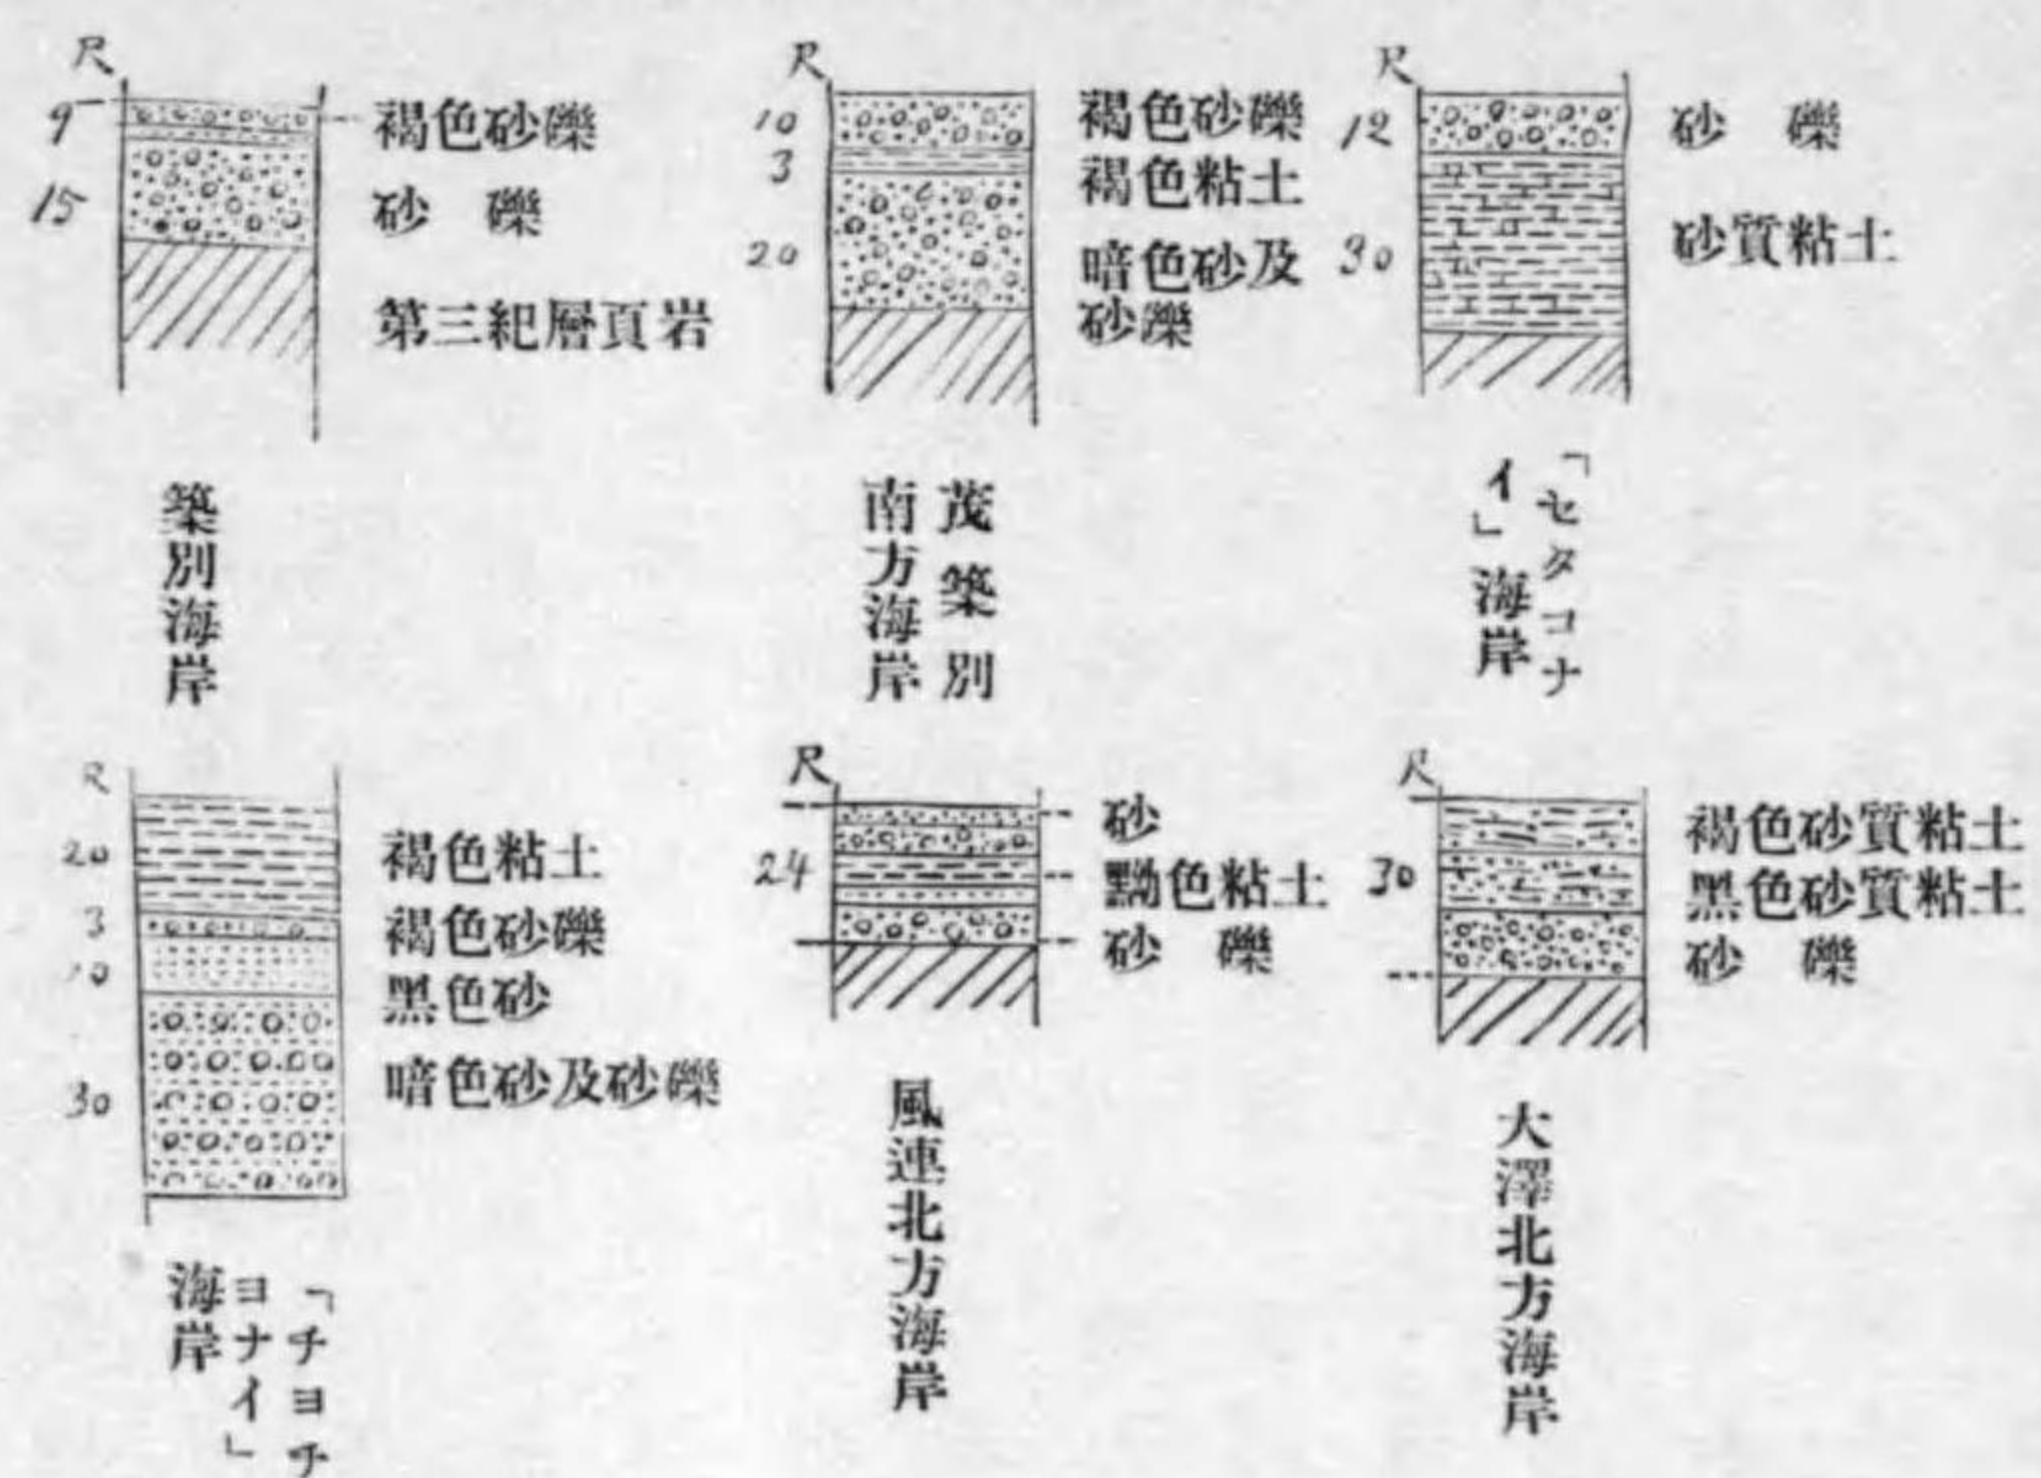 尺
9
15
褐色砂礫
砂　礫
第三紀層頁岩
築別海岸
尺
10
3
20
褐色砂礫
褐色粘土
暗色砂及
砂礫
茂築別
南方海岸
尺
12
30
砂　礫
砂質粘土
「セタコナ
イ」海岸
尺
20
3
10
30
褐色粘土
褐色砂礫
黑色砂
暗色砂及砂礫
「チヨチ
ヨナイ」
海岸
尺
24
砂
黝色粘土
砂　礫
風連北方海岸
尺
30
褐色砂質粘土
黑色砂質粘土
砂　礫
大澤北方海岸